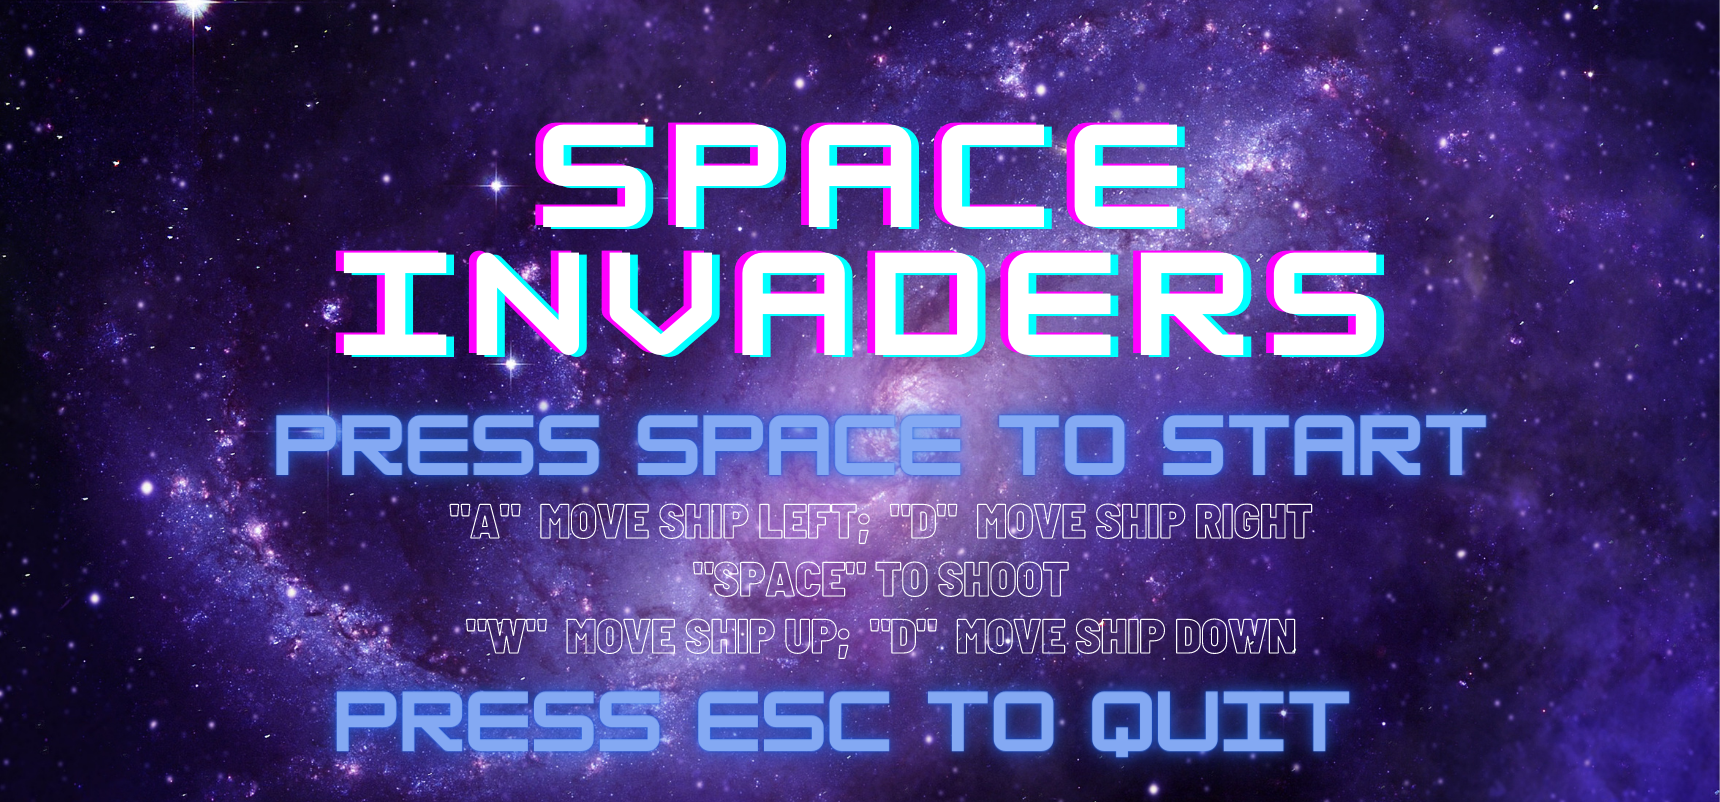 SPACE
INVADERS
PRESS SPACE TO START
"A" MOVE SHIP LEFT; "D" MOVE SHIP RIGHT
"SPACE" TO SHOOT
"W" MOVE SHIP UP; "D" MOVE SHIP DOWN
PRESS ESC TO QUIT